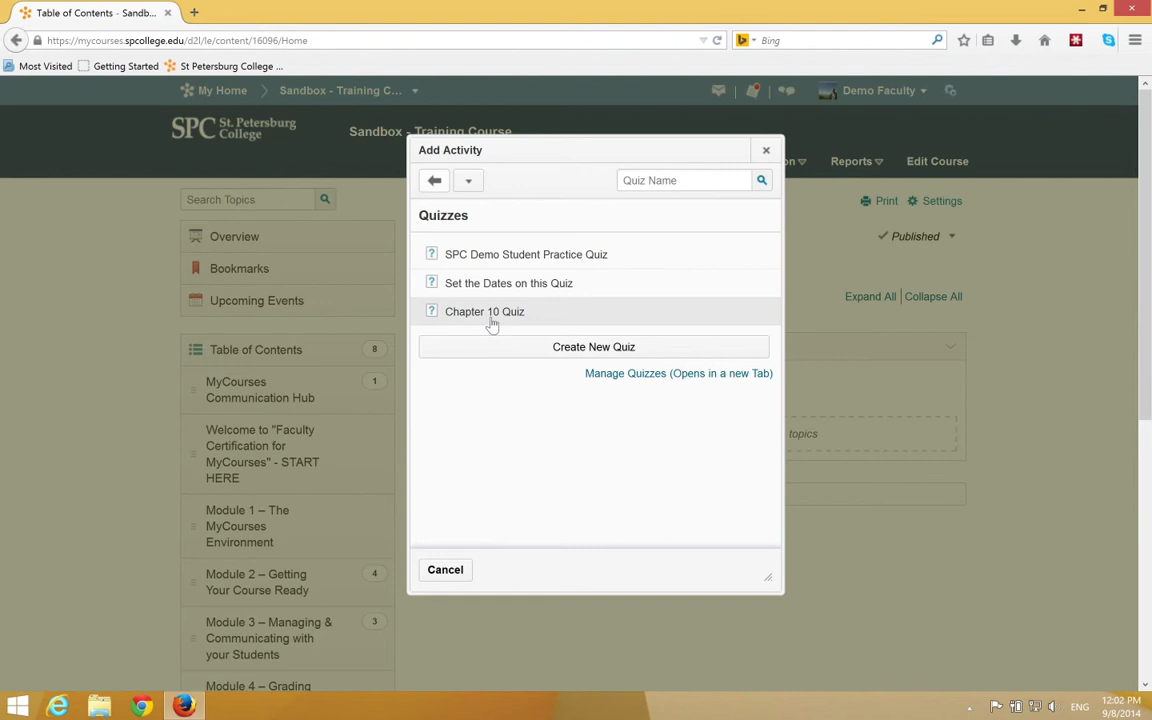 Table of Contents - Sandb...
https://mycourses.spcollege.edu/d2l/le/content/16096/Home
Bing
Most Visited
Getting Started
St Petersburg College ...
My Home
Sandbox - Training C...
Demo Faculty
SPC St. Petersburg College
Sandbox - Training Course
on
Reports
Edit Course
Add Activity
Quiz Name
Search Topics
Print
Settings
Quizzes
Overview
Published
SPC Demo Student Practice Quiz
Bookmarks
Set the Dates on this Quiz
Upcoming Events
Expand All
Collapse All
Chapter 10 Quiz
Table of Contents
8
Create New Quiz
Manage Quizzes (Opens in a new Tab)
MyCourses Communication Hub
1
topics
Welcome to "Faculty
Certification for
MyCourses" - START
HERE
Module 1 – The
MyCourses
Environment
Cancel
Module 2 – Getting
Your Course Ready
4
Module 3 – Managing &
Communicating with
your Students
3
Module 4 – Grading
ENG
12:02 PM
9/8/2014